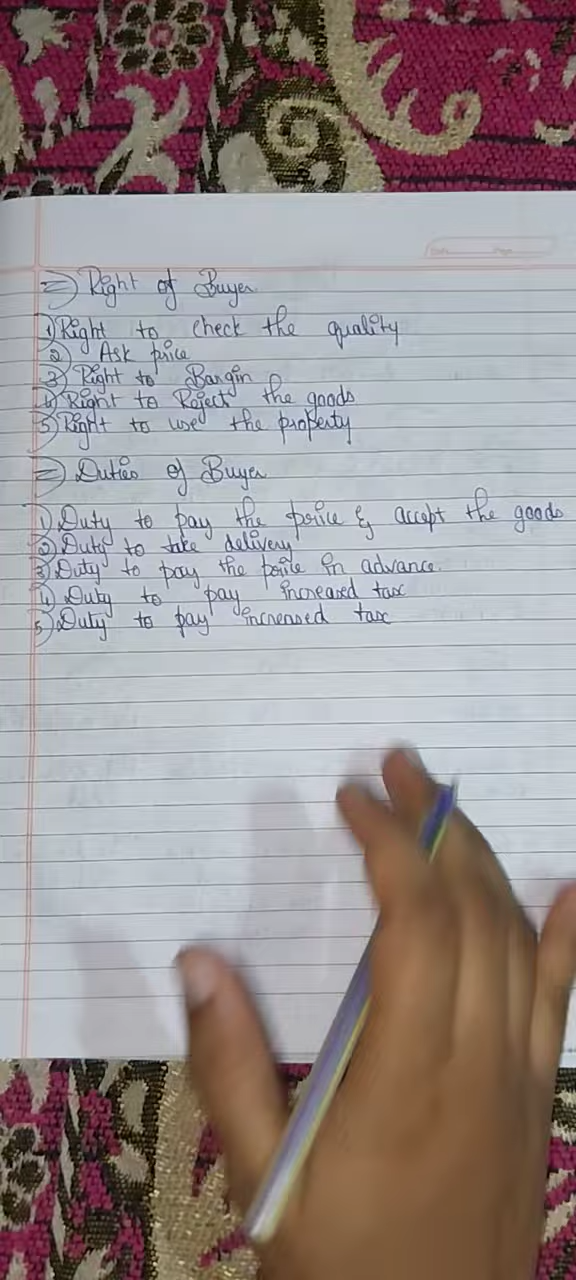 =) Right of Buyer
1) Right to check the quality
2) Ask price
3) Right to Bangin
4) Right to Reject the goods
5) Right to use the property
=) Duties of Buyer
1) Duty to pay the price & accept the goods
2) Duty to take delivery
3) Duty to pay the price in advance.
4) Duty to pay increased tax
5) Duty to pay increased tax